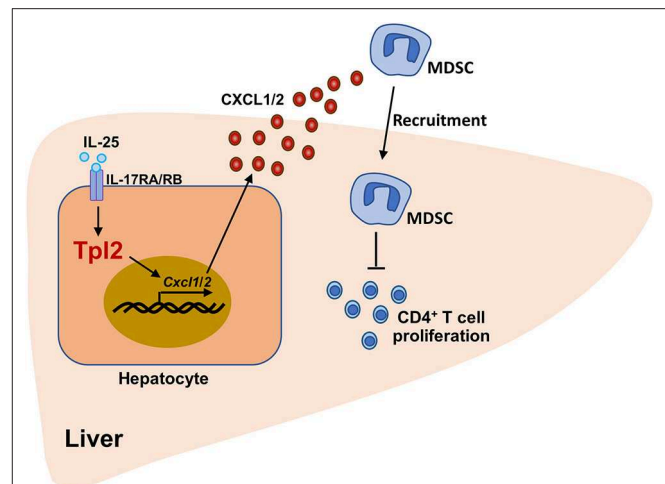 MDSC
CXCL1/2
Recruitment
IL-25
IL-17RA/RB
MDSC
Tpl2
Cxcl1/2
CD4⁺ T cell
proliferation
Hepatocyte
Liver